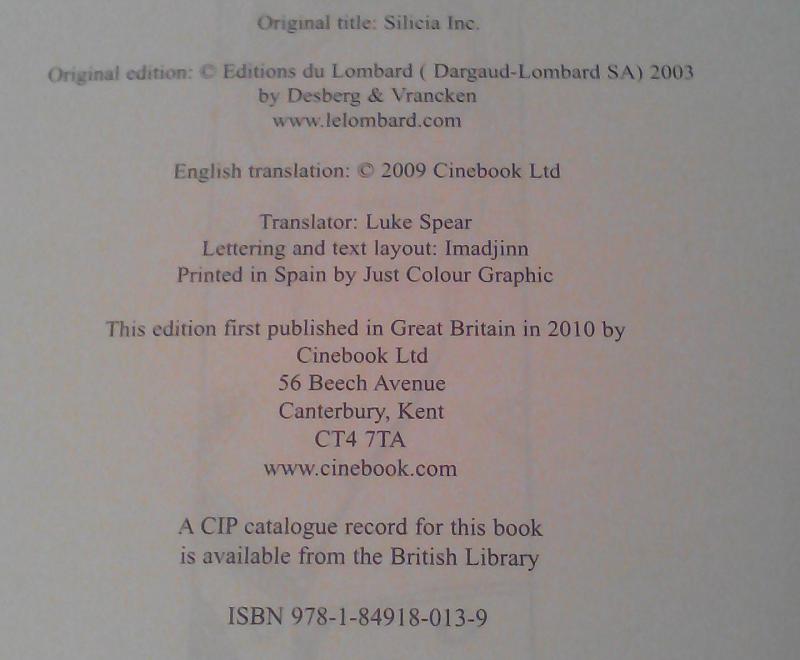 Original title: Silicia Inc.
Original edition: © Editions du Lombard ( Dargaud-Lombard SA) 2003
by Desberg & Vrancken
www.lelombard.com
English translation: © 2009 Cinebook Ltd
Translator: Luke Spear
Lettering and text layout: Imadjinn
Printed in Spain by Just Colour Graphic
This edition first published in Great Britain in 2010 by
Cinebook Ltd
56 Beech Avenue
Canterbury, Kent
CT4 7TA
www.cinebook.com
A CIP catalogue record for this book
is available from the British Library
ISBN 978-1-84918-013-9